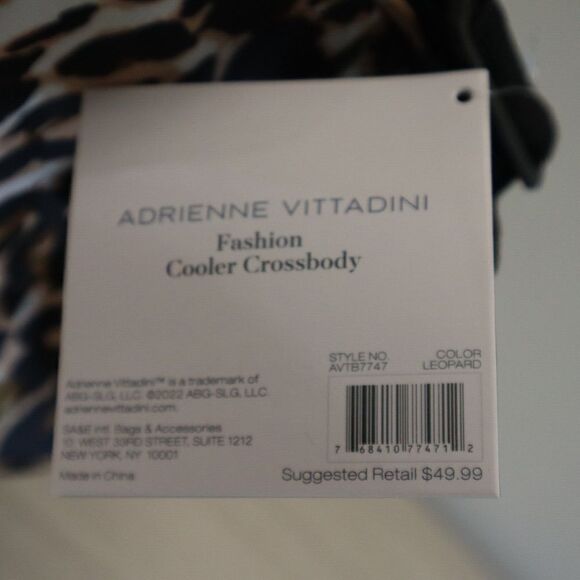 ADRIENNE VITTADINI
Fashion
Cooler Crossbody
STYLE NO. COLOR
AVTB7747 LEOPARD
Adrienne Vittadini™ is a trademark of
ABG-SLG, LLC. ©2022 ABG-SLG, LLC.
adriennevittadini.com
SA&E Intl. Bags & Accessories
10 WEST 33RD STREET, SUITE 1212
NEW YORK, NY 10001
7 68410 77471 2
Made in China
Suggested Retail $49.99